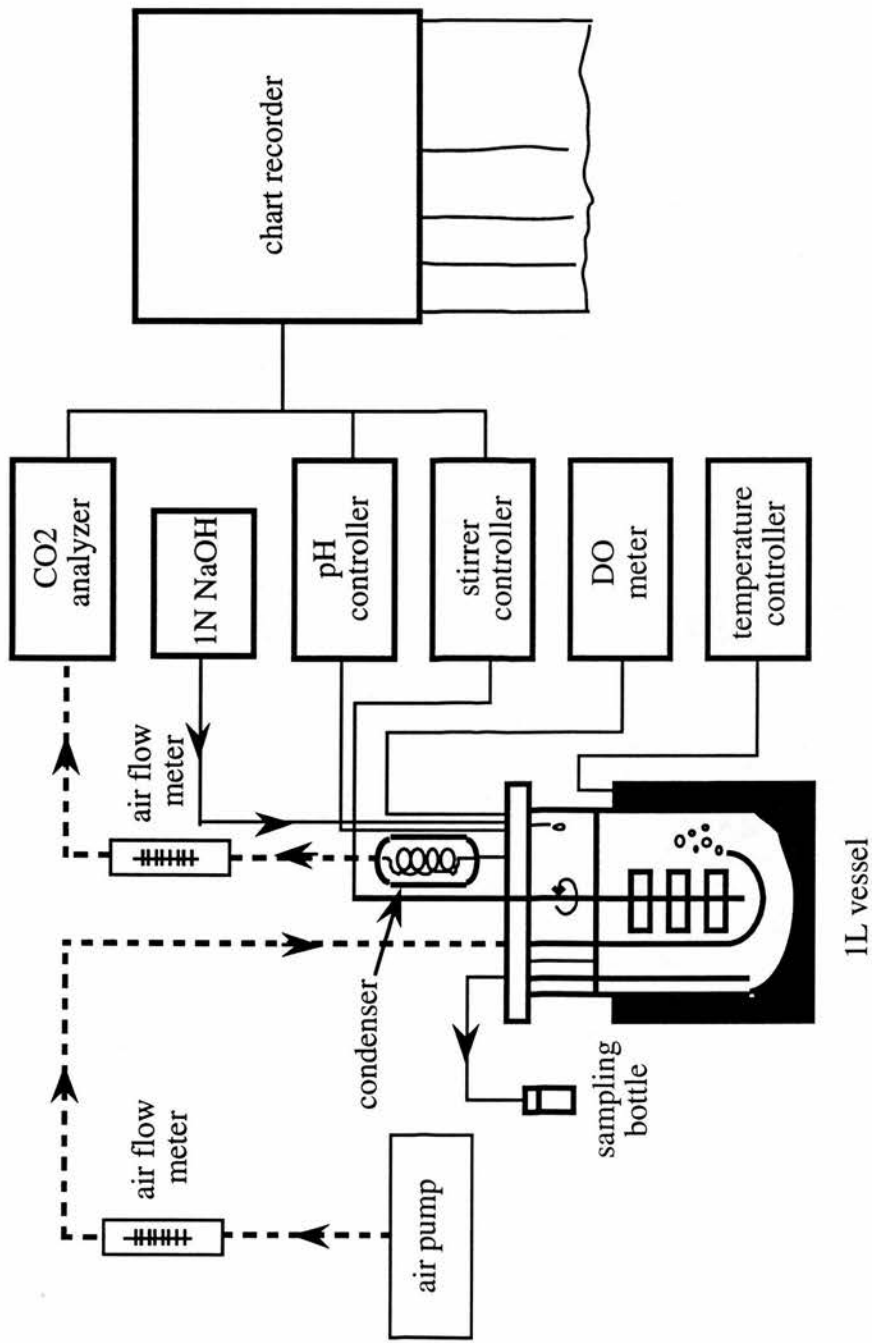 air flow
meter
air pump
air flow
meter
condenser
sampling
bottle
1L vessel
CO2
analyzer
1N NaOH
pH
controller
stirrer
controller
DO
meter
temperature
controller
chart recorder